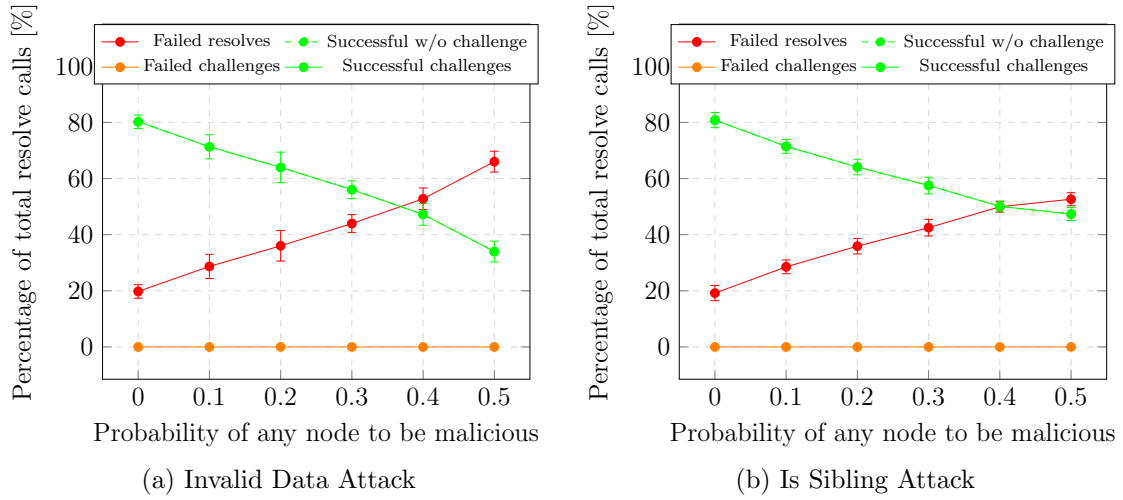 Percentage of total resolve calls [%]
Failed resolves
Successful w/o challenge
Failed challenges
Successful challenges
100
80
60
40
20
0
0 0.1 0.2 0.3 0.4 0.5
Probability of any node to be malicious
(a) Invalid Data Attack
Percentage of total resolve calls [%]
Failed resolves
Successful w/o challenge
Failed challenges
Successful challenges
100
80
60
40
20
0
0 0.1 0.2 0.3 0.4 0.5
Probability of any node to be malicious
(b) Is Sibling Attack